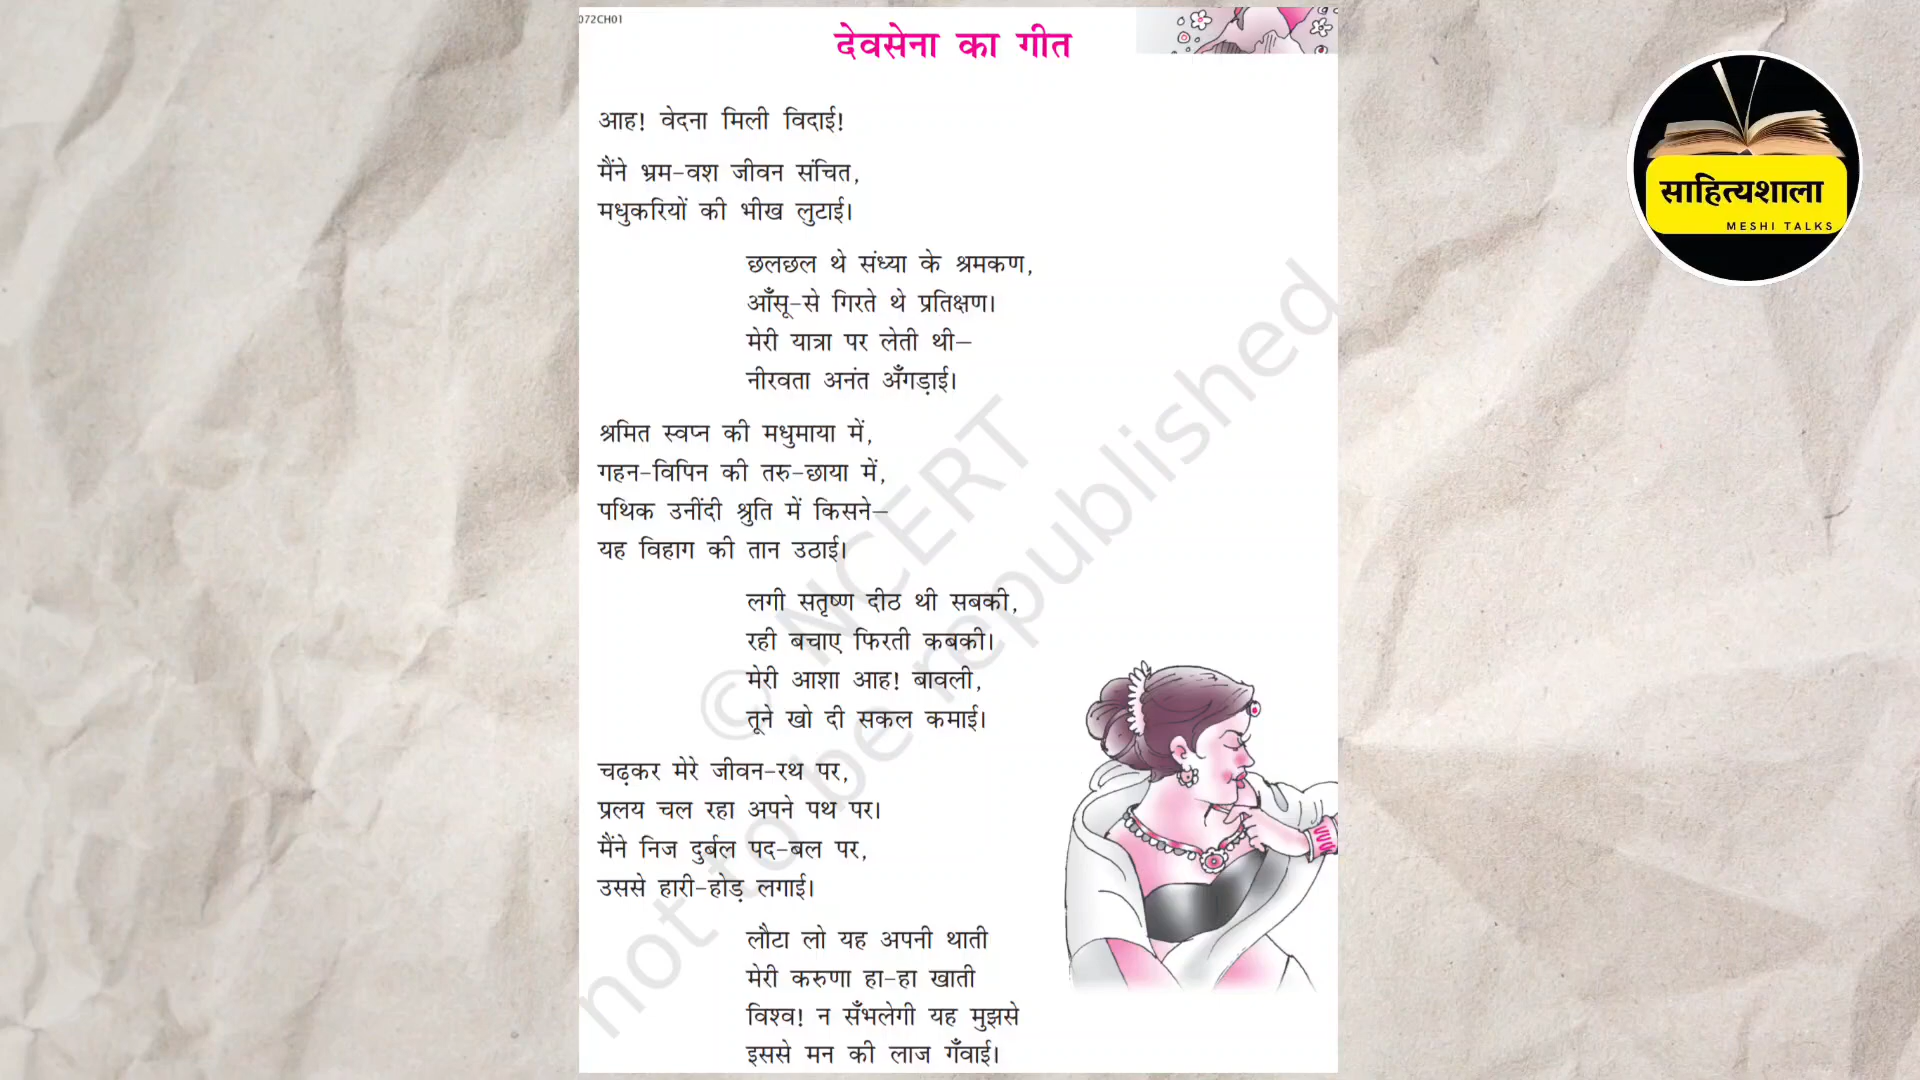 072CH01
देवसेना का गीत
आह! वेदना मिली विदाई!
मैंने भ्रम-वश जीवन संचित,
मधुकरियों की भीख लुटाई।
छलछल थे संध्या के श्रमकण,
आँसू-से गिरते थे प्रतिक्षण।
मेरी यात्रा पर लेती थी—
नीरवता अनंत अँगड़ाई।
श्रमित स्वप्न की मधुमाया में,
गहन-विपिन की तरु-छाया में,
पथिक उनींदी श्रुति में किसने—
यह विहाग की तान उठाई।
लगी सतृष्ण दीठ थी सबकी,
रही बचाए फिरती कबकी।
मेरी आशा आह! बावली,
तूने खो दी सकल कमाई।
चढ़कर मेरे जीवन-रथ पर,
प्रलय चल रहा अपने पथ पर।
मैंने निज दुर्बल पद-बल पर,
उससे हारी-होड़ लगाई।
लौटा लो यह अपनी थाती
मेरी करुणा हा-हा खाती
विश्व! न सँभलेगी यह मुझसे
इससे मन की लाज गँवाई।
© NCERT
not to be republished
साहित्यशाला
MESHI TALKS